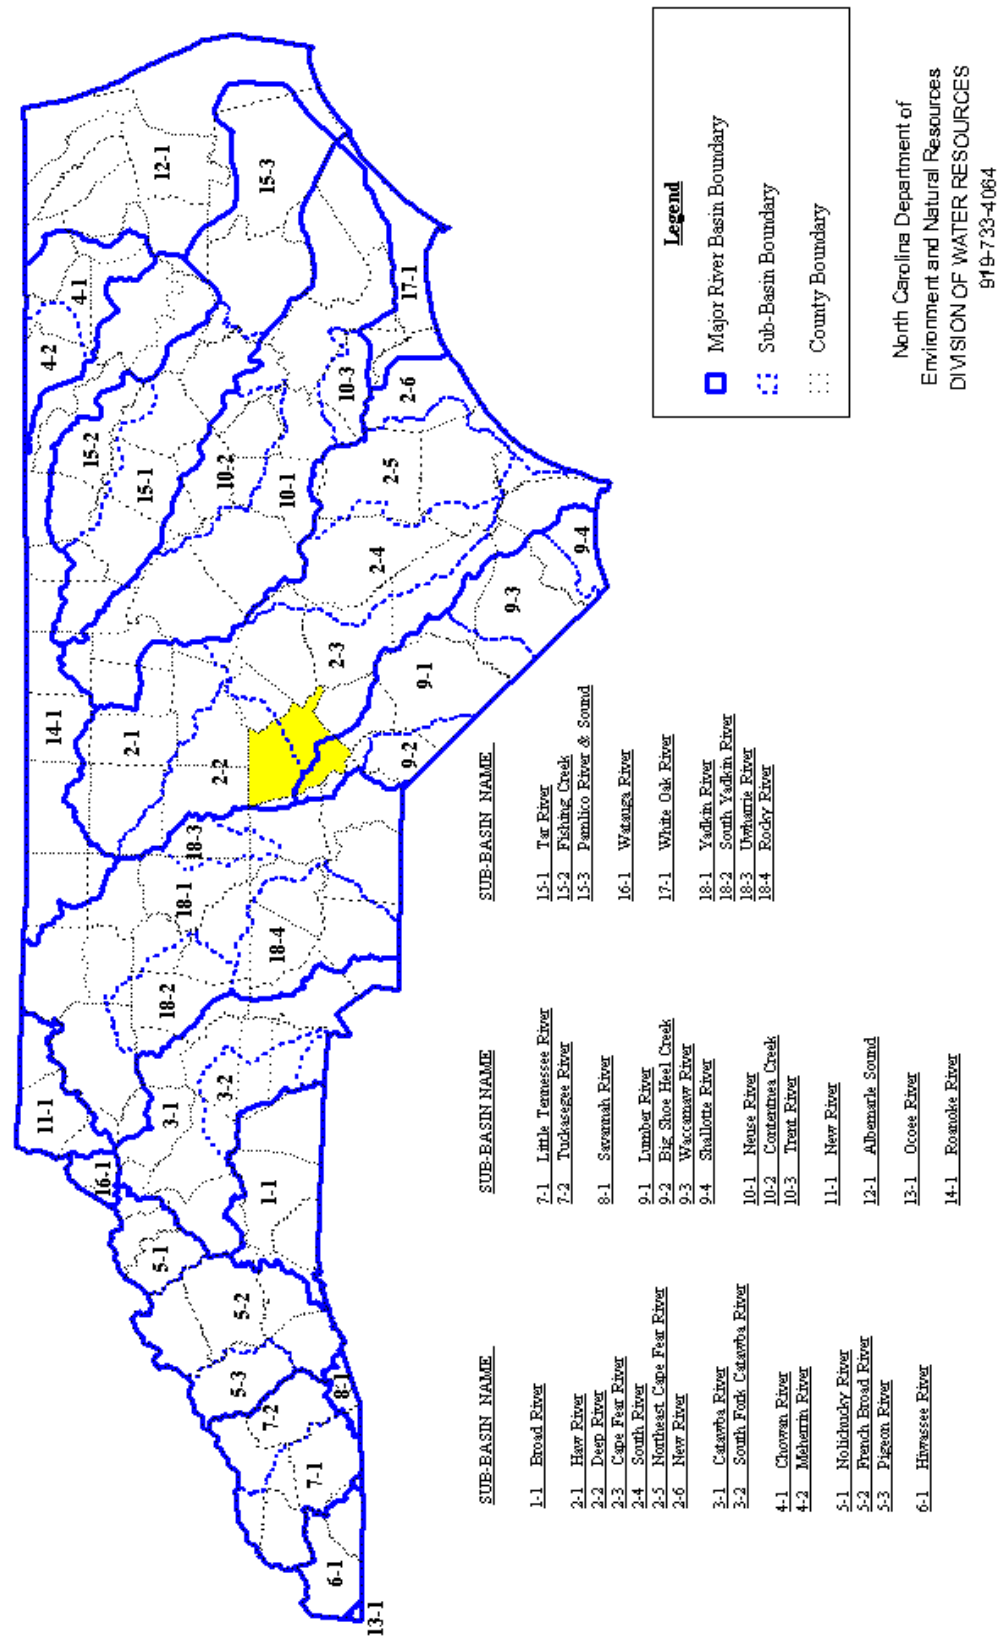 12-1
15-3
4-1
4-2
17-1
15-2
10-3
2-6
15-1
10-2
10-1
2-5
2-4
9-4
9-3
2-3
9-1
14-1
2-1
2-2
9-2
18-3
18-1
18-4
18-2
11-1
3-1
3-2
16-1
1-1
5-1
5-2
5-3
8-1
7-2
7-1
6-1
13-1
SUB-BASIN NAME
1-1 Broad River
2-1 Haw River
2-2 Deep River
2-3 Cape Fear River
2-4 South River
2-5 Northeast Cape Fear River
2-6 New River
3-1 Catawba River
3-2 South Fork Catawba River
4-1 Chowan River
4-2 Meherrin River
5-1 Nolichucky River
5-2 French Broad River
5-3 Pigeon River
6-1 Hiwassee River
SUB-BASIN NAME
7-1 Little Tennessee River
7-2 Tuckasegee River
8-1 Savannah River
9-1 Lumber River
9-2 Big Shoe Heel Creek
9-3 Waccamaw River
9-4 Shallotte River
10-1 Neuse River
10-2 Contentnea Creek
10-3 Trent River
11-1 New River
12-1 Albemarle Sound
13-1 Ocoee River
14-1 Roanoke River
SUB-BASIN NAME
15-1 Tar River
15-2 Fishing Creek
15-3 Pamlico River & Sound
16-1 Watauga River
17-1 White Oak River
18-1 Yadkin River
18-2 South Yadkin River
18-3 Uwharrie River
18-4 Rocky River
Legend
Major River Basin Boundary
Sub-Basin Boundary
County Boundary
North Carolina Department of
Environment and Natural Resources
DIVISION OF WATER RESOURCES
919-733-4064